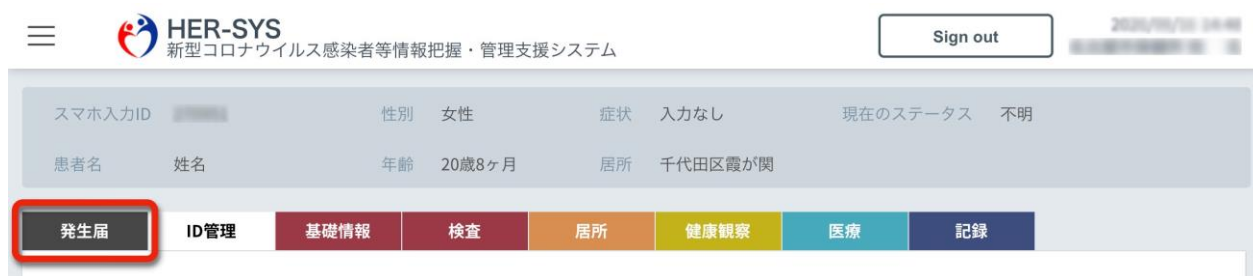 HER-SYS
新型コロナウイルス感染者等情報把握・管理支援システム
Sign out
スマホ入力ID 性別 女性 症状 入力なし 現在のステータス 不明
患者名 姓名 年齢 20歳8ヶ月 居所 千代田区霞が関
発生届 ID管理 基礎情報 検査 居所 健康観察 医療 記録